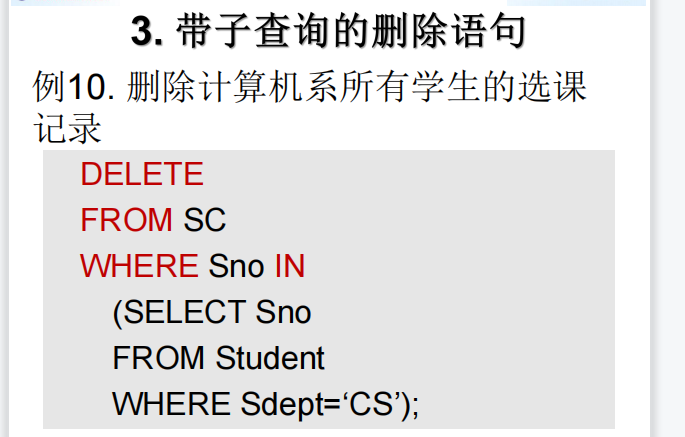 3. 带子查询的删除语句
例10. 删除计算机系所有学生的选课
记录
DELETE
FROM SC
WHERE Sno IN
(SELECT Sno
FROM Student
WHERE Sdept=‘CS’);